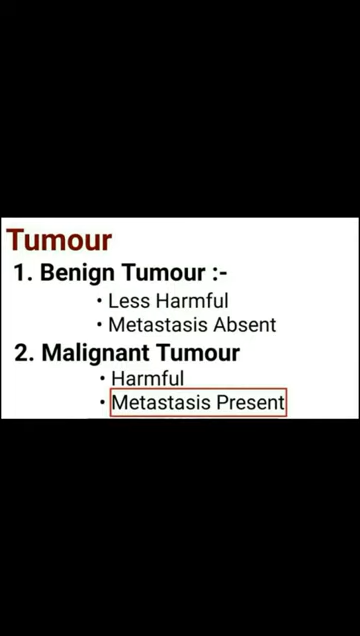 Tumour
1. Benign Tumour :-
• Less Harmful
• Metastasis Absent
2. Malignant Tumour
• Harmful
• Metastasis Present